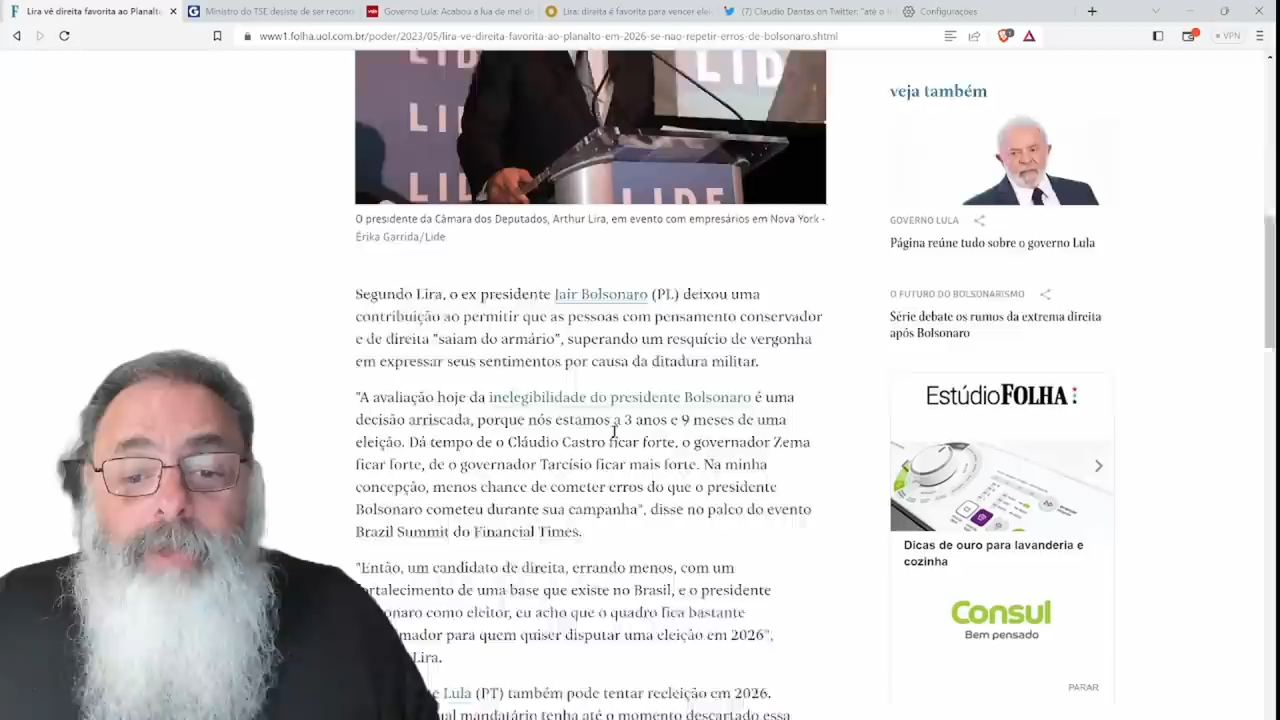 Lira vê direita favorita ao Planalt
Ministro do TSE desiste de ser recon
Governo Lula: Acabou a lua de mel de
Lira: direita é favorita para vencer elei
(7) Claudio Dantas on Twitter: "até o l
Configurações
www1.folha.uol.com.br/poder/2023/05/lira-ve-direita-favorita-ao-planalto-em-2026-se-nao-repetir-erros-de-bolsonaro.shtml
VPN
LIDE
O presidente da Câmara dos Deputados, Arthur Lira, em evento com empresários em Nova York -
Érika Garrida/Lide
Segundo Lira, o ex presidente Jair Bolsonaro (PL) deixou uma
contribuição ao permitir que as pessoas com pensamento conservador
e de direita "saiam do armário", superando um resquício de vergonha
em expressar seus sentimentos por causa da ditadura militar.
"A avaliação hoje da inelegibilidade do presidente Bolsonaro é uma
decisão arriscada, porque nós estamos a 3 anos e 9 meses de uma
eleição. Dá tempo de o Cláudio Castro ficar forte, o governador Zema
ficar forte, de o governador Tarcísio ficar mais forte. Na minha
concepção, menos chance de cometer erros do que o presidente
Bolsonaro cometeu durante sua campanha", disse no palco do evento
Brazil Summit do Financial Times.
"Então, um candidato de direita, errando menos, com um
ortalecimento de uma base que existe no Brasil, e o presidente
onaro como eleitor, eu acho que o quadro fica bastante
mador para quem quiser disputar uma eleição em 2026",
Lira.
e Lula (PT) também pode tentar reeleição em 2026.
ual mandatário tenha até o momento descartado essa
veja também
GOVERNO LULA
Página reúne tudo sobre o governo Lula
O FUTURO DO BOLSONARISMO
Série debate os rumos da extrema direita
após Bolsonaro
Estúdio FOLHA
Dicas de ouro para lavanderia e
cozinha
Consul
Bem pensado
PARAR